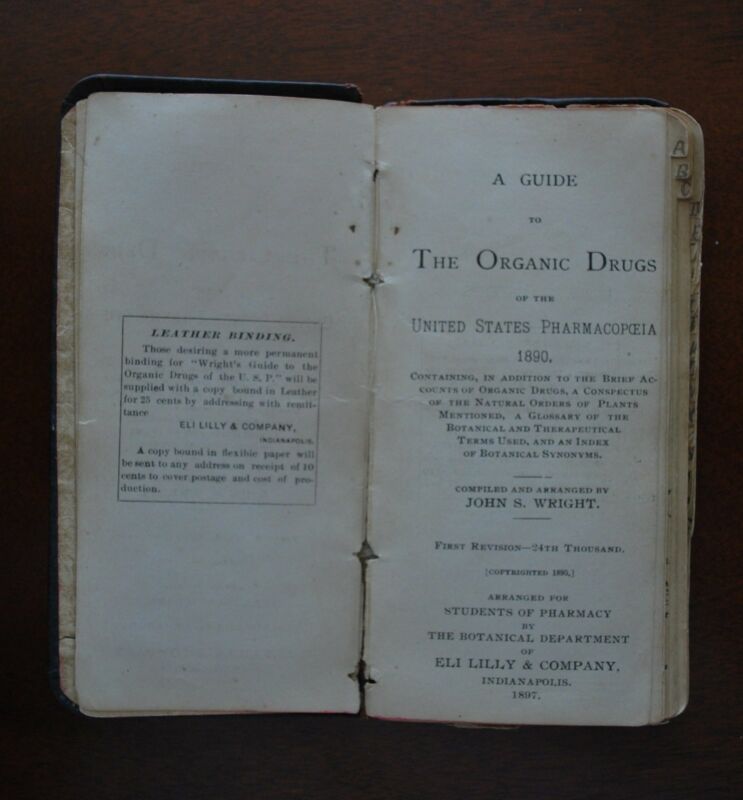 LEATHER BINDING.
Those desiring a more permanent
binding for "Wright's Guide to the
Organic Drugs of the U. S. P." will be
supplied with a copy bound in Leather
for 25 cents by addressing with remit-
tance
ELI LILLY & COMPANY,
INDIANAPOLIS.
A copy bound in flexible paper will
be sent to any address on receipt of 10
cents to cover postage and cost of pro-
duction.
A GUIDE
TO
THE ORGANIC DRUGS
OF THE
UNITED STATES PHARMACOPŒIA
1890.
CONTAINING, IN ADDITION TO THE BRIEF AC-
COUNTS OF ORGANIC DRUGS, A CONSPECTUS
OF THE NATURAL ORDERS OF PLANTS
MENTIONED, A GLOSSARY OF THE
BOTANICAL AND THERAPEUTICAL
TERMS USED, AND AN INDEX
OF BOTANICAL SYNONYMS.
COMPILED AND ARRANGED BY
JOHN S. WRIGHT.
FIRST REVISION—24TH THOUSAND.
[COPYRIGHTED 1895.]
ARRANGED FOR
STUDENTS OF PHARMACY
BY
THE BOTANICAL DEPARTMENT
OF
ELI LILLY & COMPANY,
INDIANAPOLIS.
1897.
A
B
C